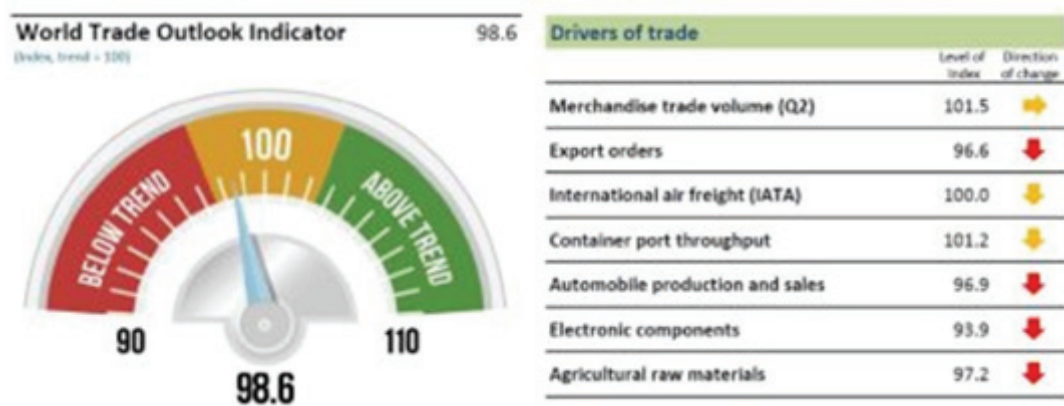 World Trade Outlook Indicator 98.6
(Index, trend = 100)
BELOW TREND
100
ABOVE TREND
90
110
98.6
Drivers of trade
Level of Index Direction of change
Merchandise trade volume (Q2) 101.5
Export orders 96.6
International air freight (IATA) 100.0
Container port throughput 101.2
Automobile production and sales 96.9
Electronic components 93.9
Agricultural raw materials 97.2